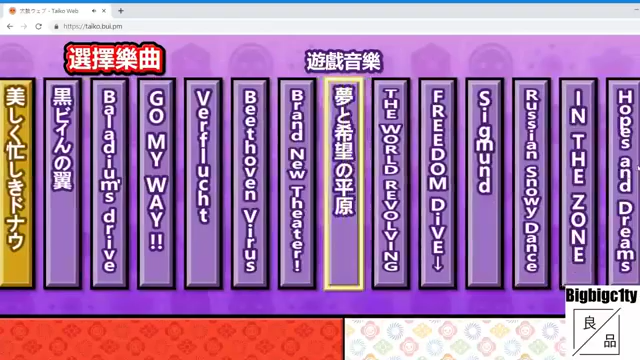 太鼓ウェブ - Taiko Web
https://taiko.bui.pm
選擇樂曲
遊戲音樂
美しく忙しきドナウ
黒ビィんの翼
Baladium's drive
GO MY WAY!!
Verflucht
Beethoven Virus
Brand New Theater!
夢と希望の平原
THE WORLD REVOLVING
FREEDOM DiVE↓
Sigmund
Russian Snowy Dance
IN THE ZONE
Hopes and Dreams
Bigbigc1ty
良品